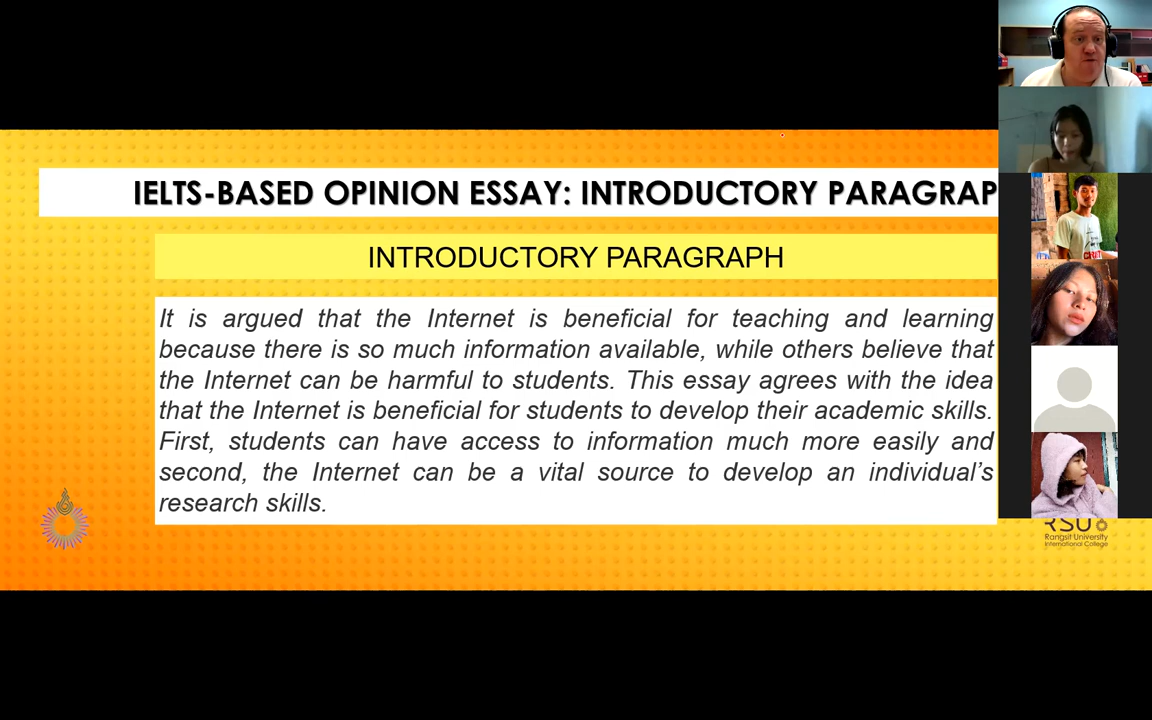 IELTS-BASED OPINION ESSAY: INTRODUCTORY PARAGRAP
INTRODUCTORY PARAGRAPH
It is argued that the Internet is beneficial for teaching and learning
because there is so much information available, while others believe that
the Internet can be harmful to students. This essay agrees with the idea
that the Internet is beneficial for students to develop their academic skills.
First, students can have access to information much more easily and
second, the Internet can be a vital source to develop an individual’s
research skills.
RSU
Rangsit University
International College